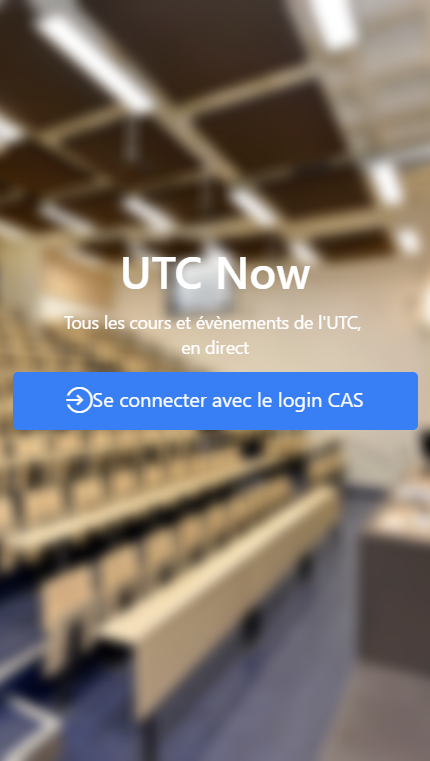 UTC Now
Tous les cours et évènements de l'UTC,
en direct
Se connecter avec le login CAS